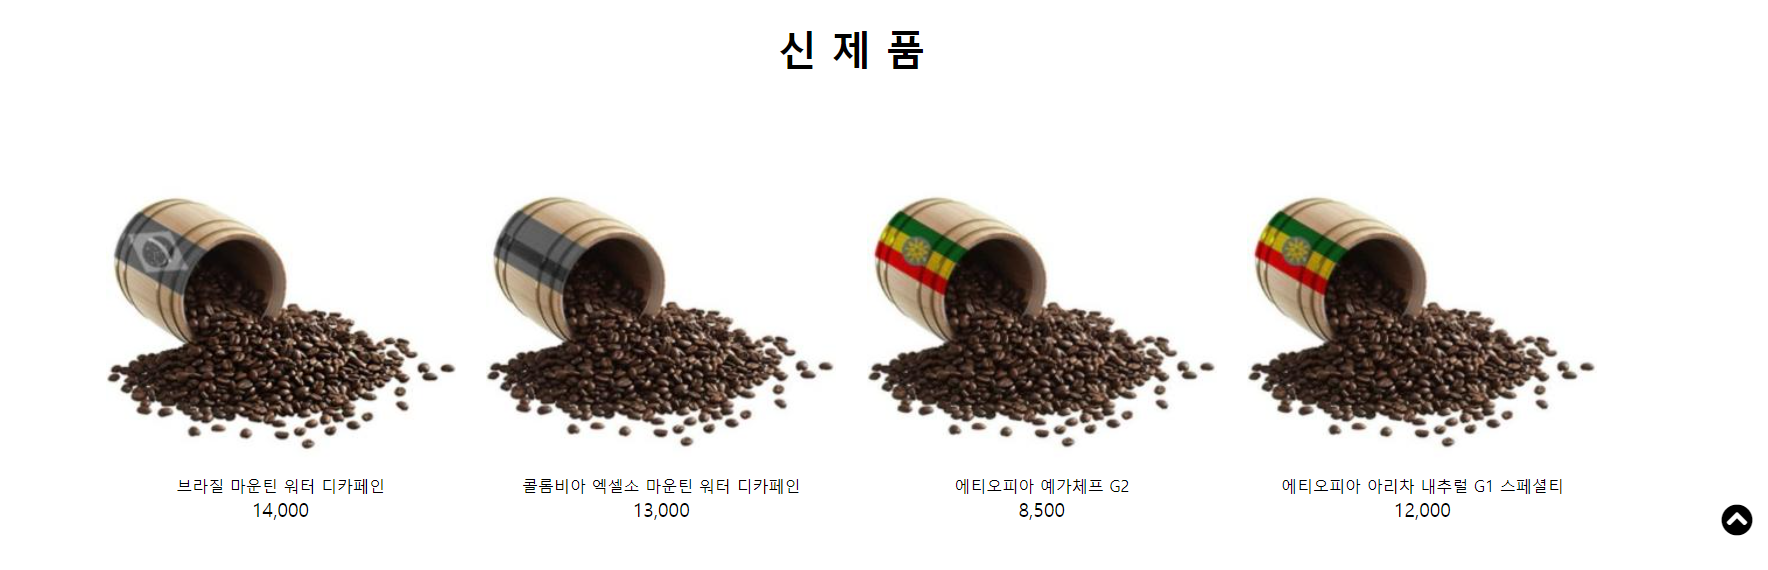 신 제 품
브라질 마운틴 워터 디카페인
14,000
콜롬비아 엑셀소 마운틴 워터 디카페인
13,000
에티오피아 예가체프 G2
8,500
에티오피아 아리차 내추럴 G1 스페셜티
12,000